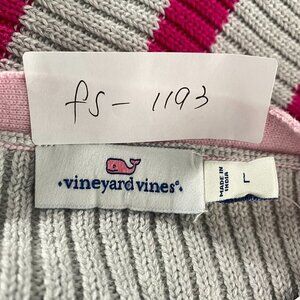 fs - 1193
vineyard vines®
MADE IN INDIA
L